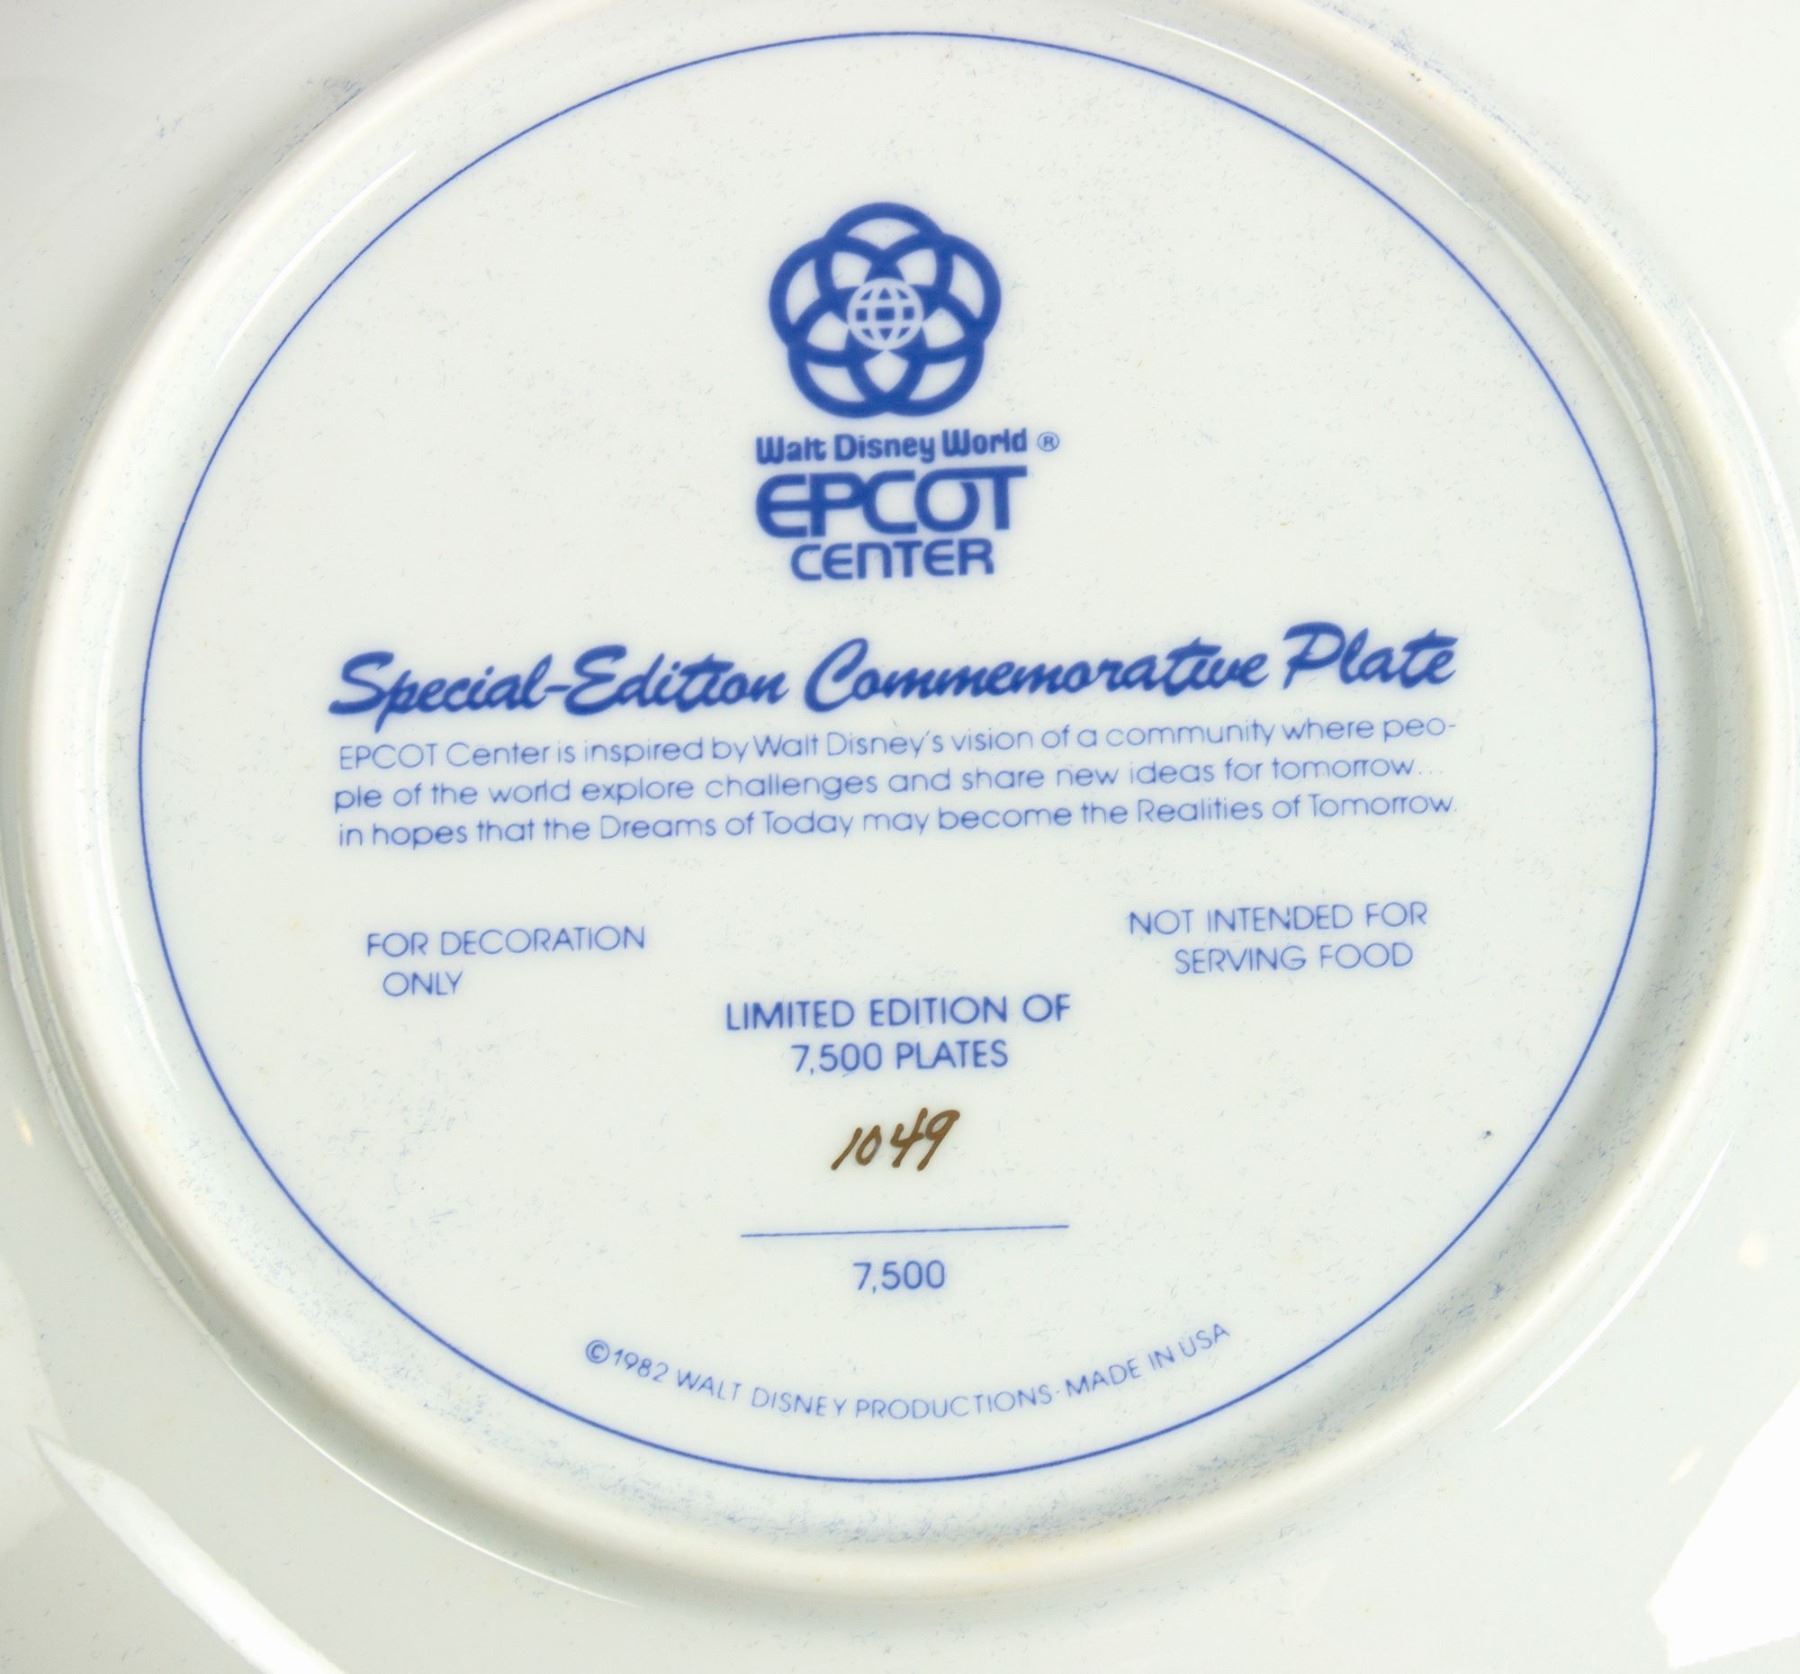 Walt Disney World ®
EPCOT
CENTER
Special-Edition Commemorative Plate
EPCOT Center is inspired by Walt Disney's vision of a community where peo-
ple of the world explore challenges and share new ideas for tomorrow...
in hopes that the Dreams of Today may become the Realities of Tomorrow.
FOR DECORATION
ONLY
NOT INTENDED FOR
SERVING FOOD
LIMITED EDITION OF
7,500 PLATES
1049
7,500
©1982 WALT DISNEY PRODUCTIONS·MADE IN USA